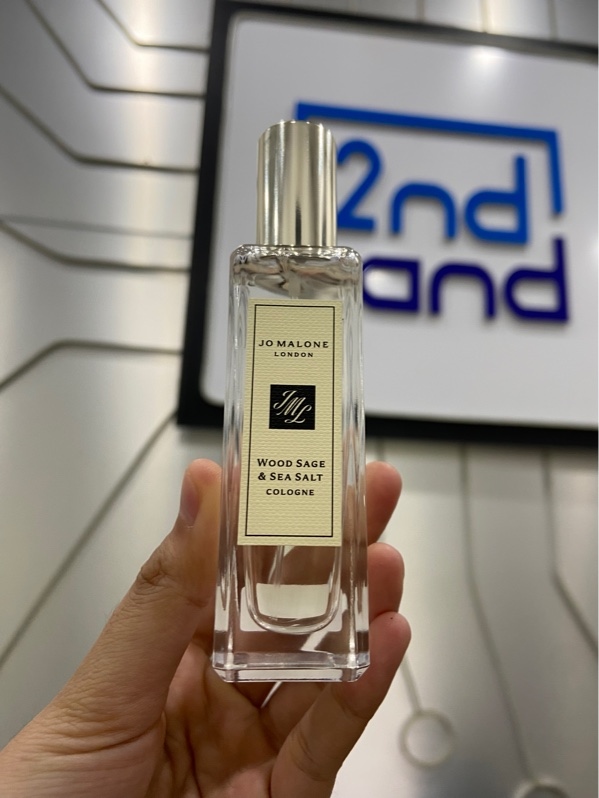 2nd
and
JO MALONE
LONDON
JML
WOOD SAGE
& SEA SALT
COLOGNE